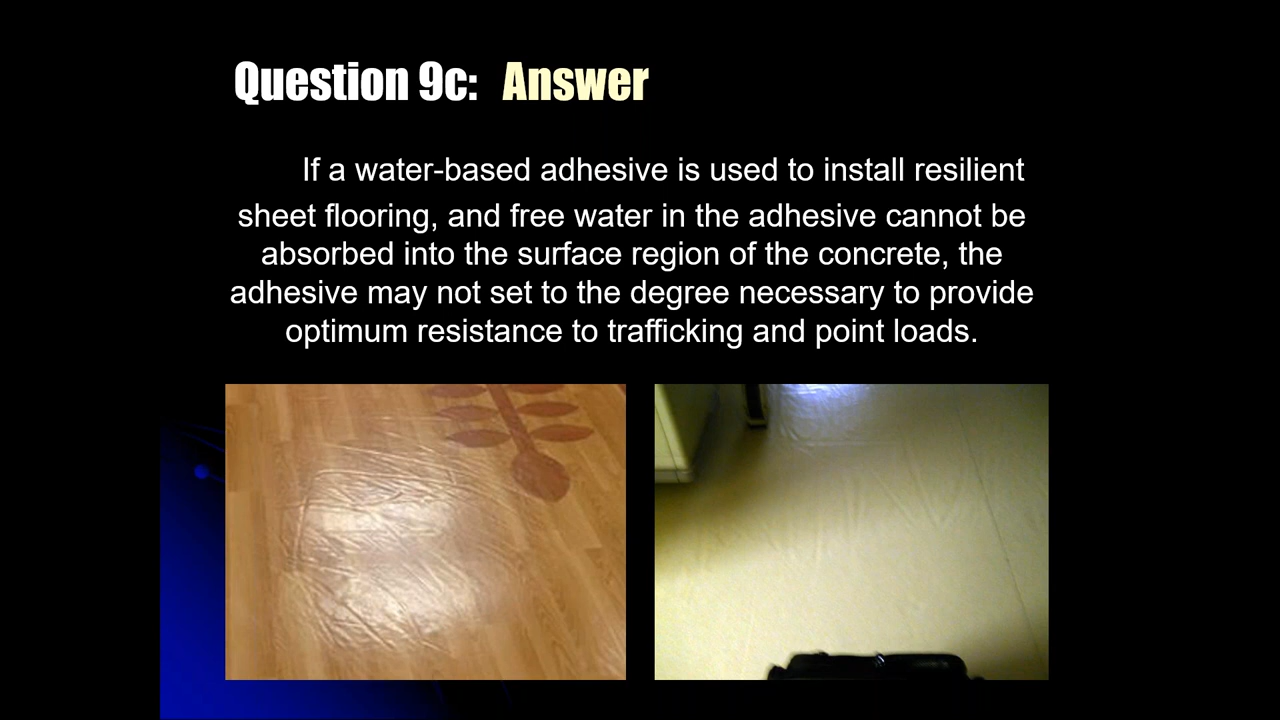 Question 9c: Answer
If a water-based adhesive is used to install resilient
sheet flooring, and free water in the adhesive cannot be
absorbed into the surface region of the concrete, the
adhesive may not set to the degree necessary to provide
optimum resistance to trafficking and point loads.